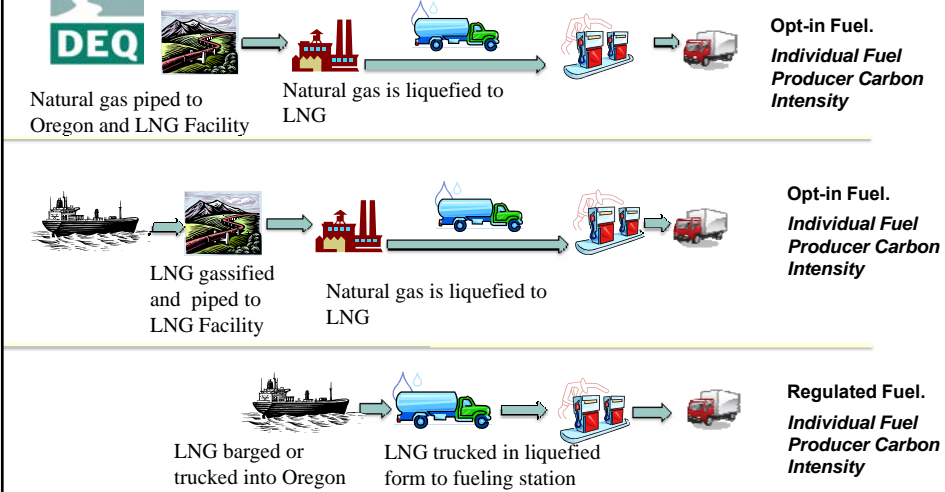 DEQ
Natural gas piped to
Oregon and LNG Facility
Natural gas is liquefied to
LNG
Opt-in Fuel.
Individual Fuel
Producer Carbon
Intensity
LNG gassified
and piped to
LNG Facility
Natural gas is liquefied to
LNG
Opt-in Fuel.
Individual Fuel
Producer Carbon
Intensity
LNG barged or
trucked into Oregon
LNG trucked in liquefied
form to fueling station
Regulated Fuel.
Individual Fuel
Producer Carbon
Intensity